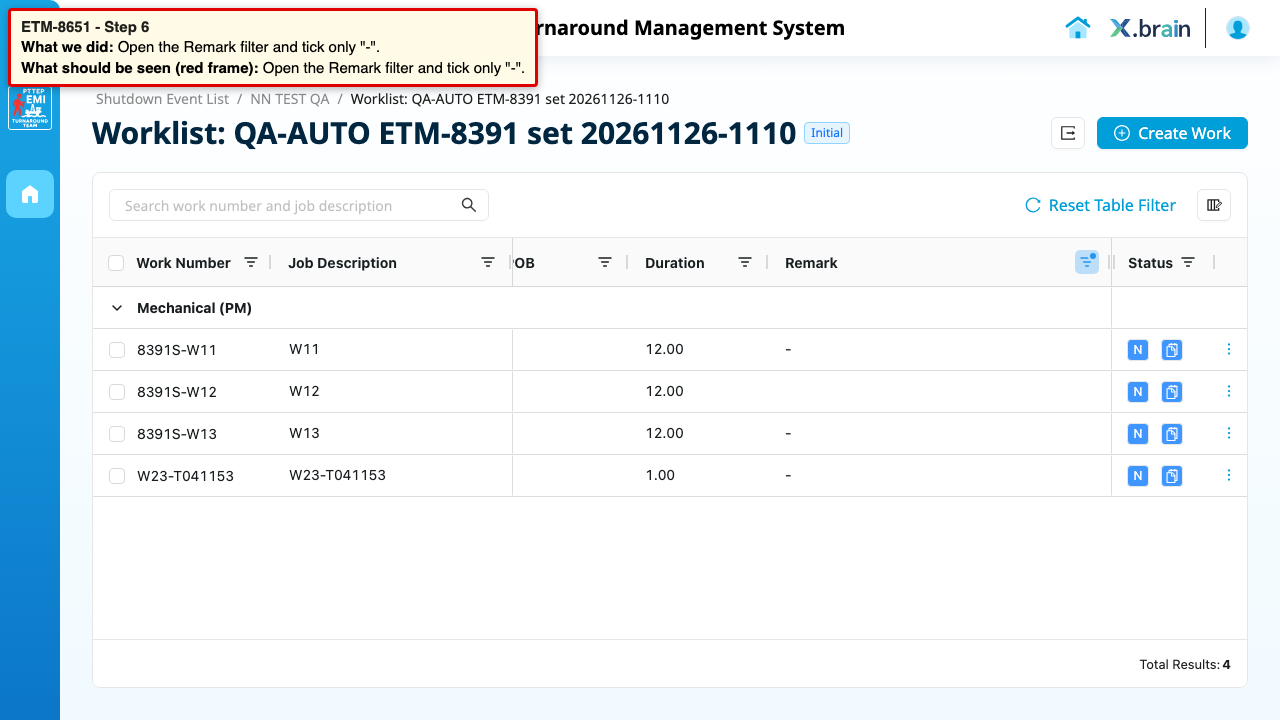 ETM-8651 - Step 6
What we did: Open the Remark filter and tick only "-".
What should be seen (red frame): Open the Remark filter and tick only "-".
rnaround Management System
X.brain
PTTEP
EMI
TURNAROUND
TEAM
Shutdown Event List / NN TEST QA / Worklist: QA-AUTO ETM-8391 set 20261126-1110
Worklist: QA-AUTO ETM-8391 set 20261126-1110 Initial
Create Work
Search work number and job description
Reset Table Filter
Work Number Job Description OB Duration Remark Status
Mechanical (PM)
8391S-W11 W11 12.00 - N
8391S-W12 W12 12.00 N
8391S-W13 W13 12.00 - N
W23-T041153 W23-T041153 1.00 - N
Total Results: 4